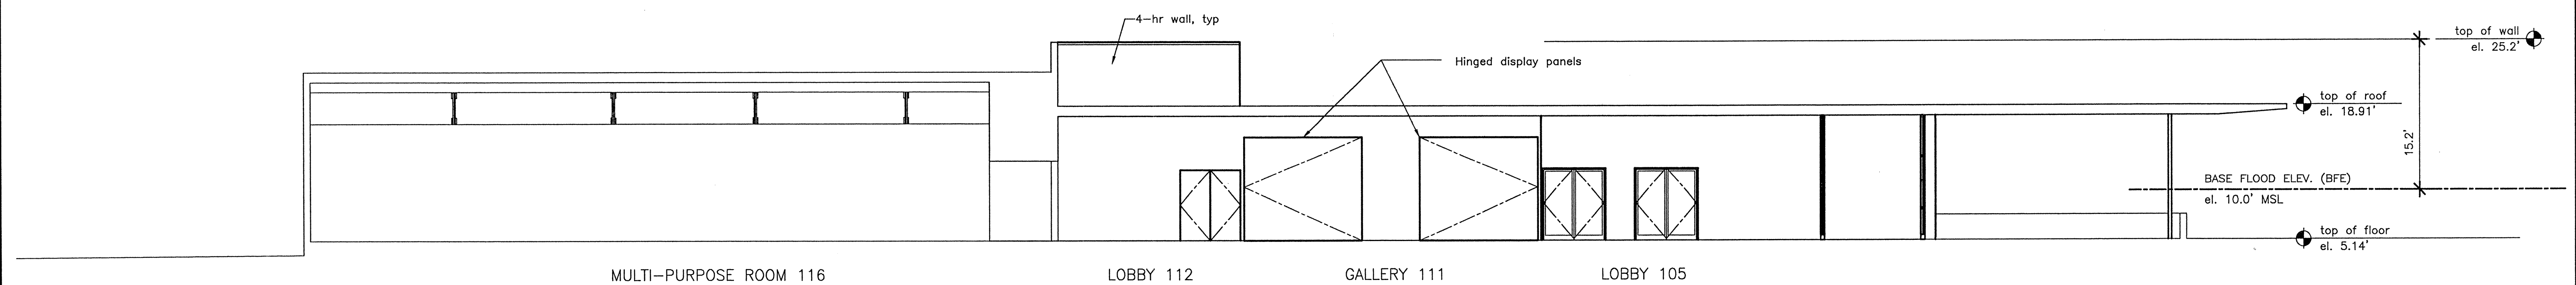 4-hr wall, typ
top of wall
el. 25.2'
Hinged display panels
top of roof
el. 18.91'
15.2'
BASE FLOOD ELEV. (BFE)
el. 10.0' MSL
top of floor
el. 5.14'
MULTI-PURPOSE ROOM 116
LOBBY 112
GALLERY 111
LOBBY 105